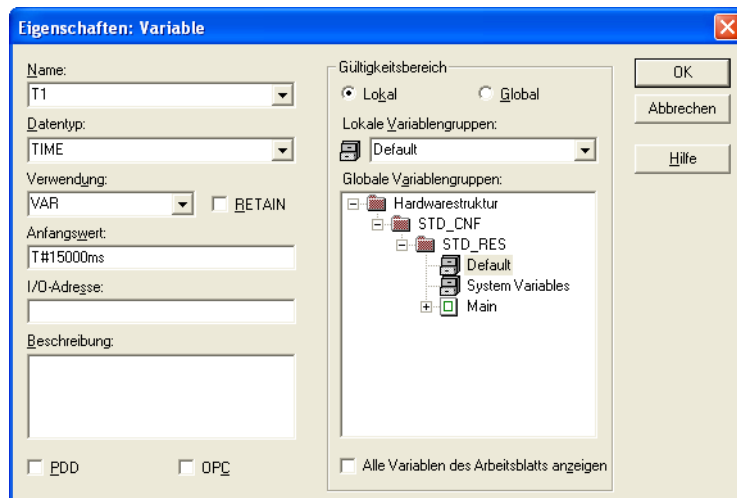 Eigenschaften: Variable
Name:
T1
Datentyp:
TIME
Verwendung:
VAR
RETAIN
Anfangswert:
T#15000ms
I/O-Adresse:
Beschreibung:
PDD
OPC
Gültigkeitsbereich
Lokal
Global
Lokale Variablengruppen:
Default
Globale Variablengruppen:
Hardwarestruktur
STD_CNF
STD_RES
Default
System Variables
Main
Alle Variablen des Arbeitsblatts anzeigen
OK
Abbrechen
Hilfe